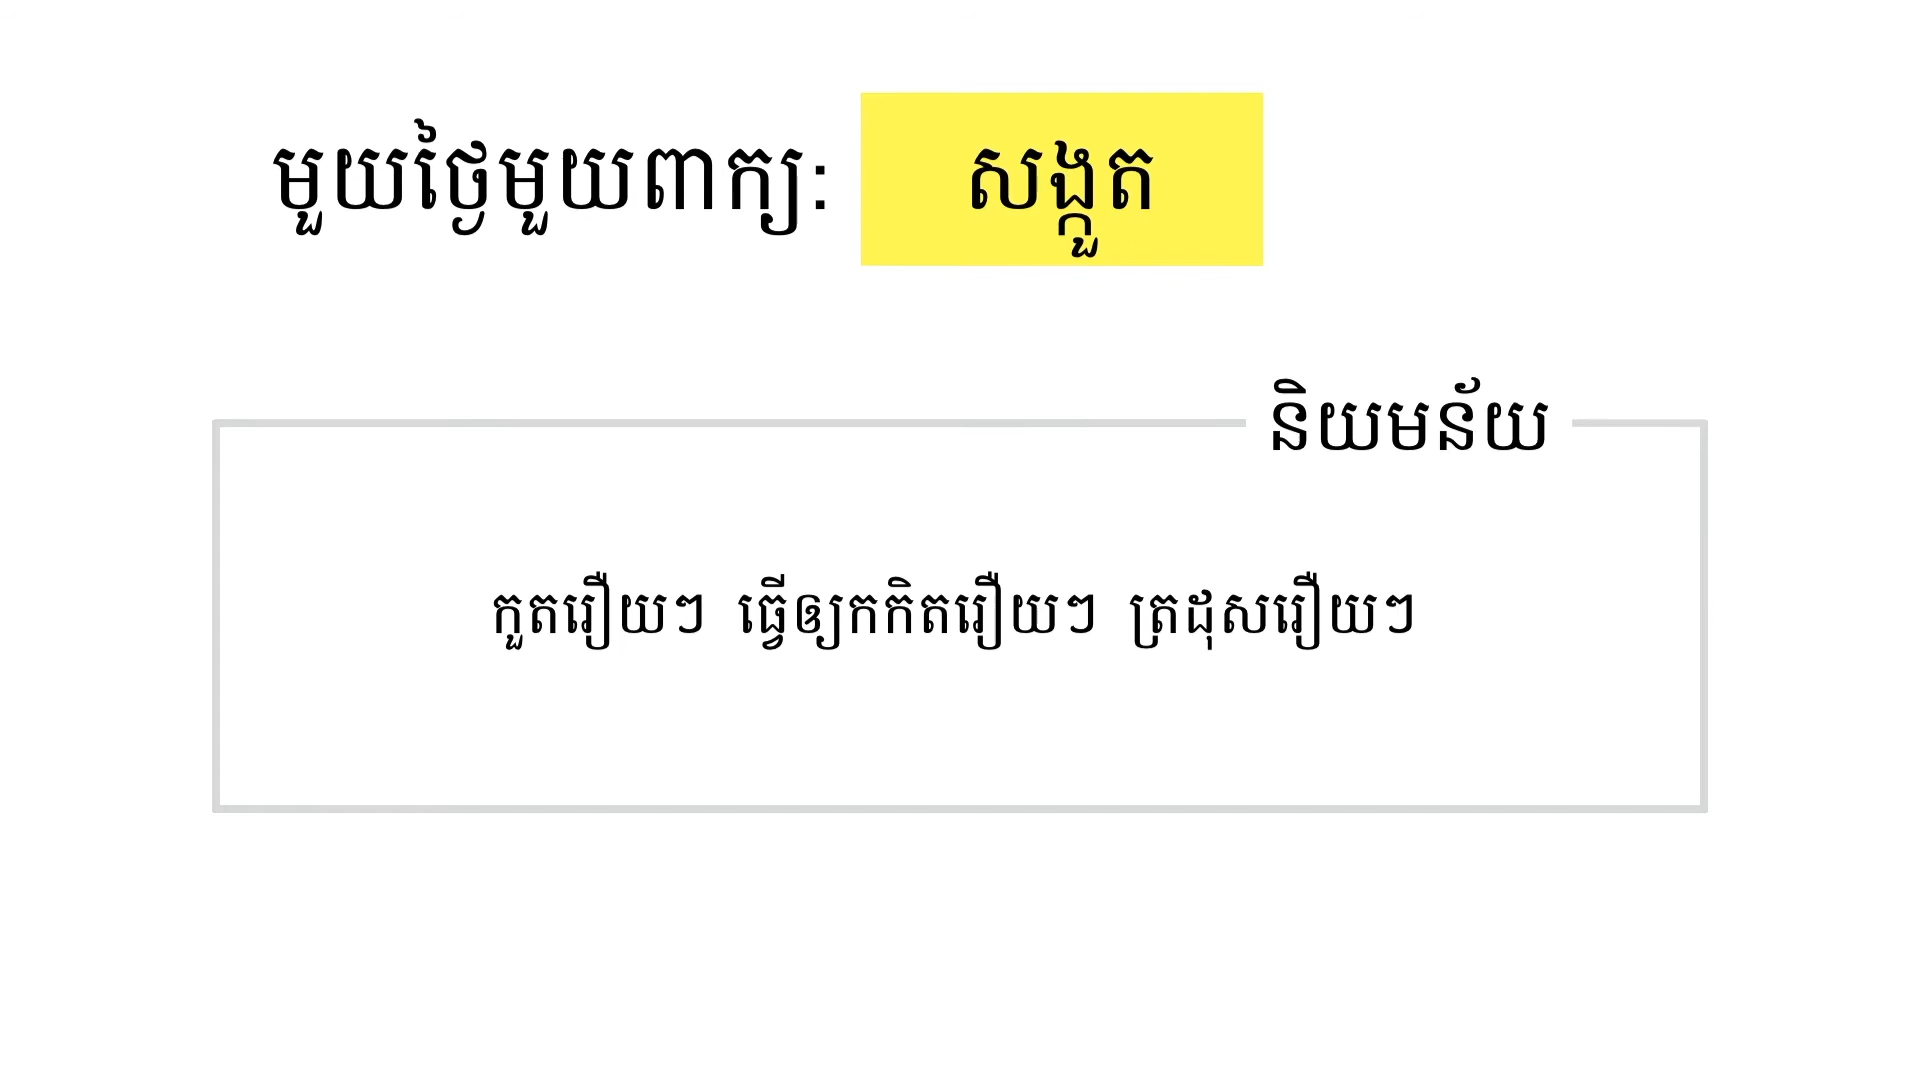 មួយថ្ងៃមួយពាក្យ: សង្កួត
និយមន័យ
កួតរឿយៗ ធ្វើឲ្យកកិតរឿយៗ ត្រដុសរឿយៗ